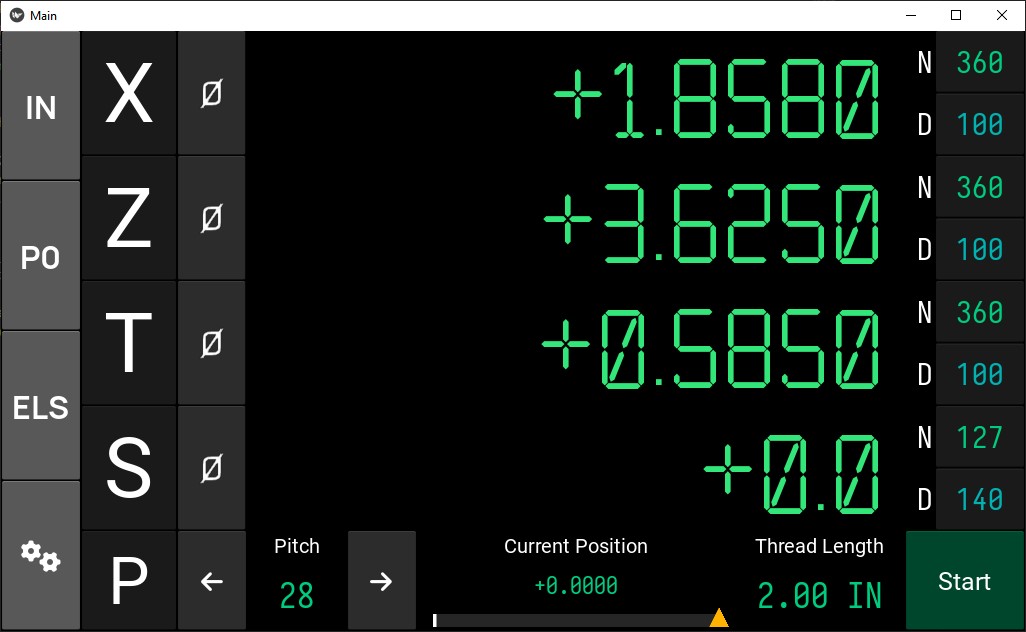 Main
IN
P0
ELS
X Ø +1.8580 N 360
D 100
Z Ø +3.6250 N 360
D 100
T Ø +0.5850 N 360
D 100
S Ø +0.0 N 127
D 140
P ← Pitch → Current Position Thread Length Start
28 +0.0000 2.00 IN